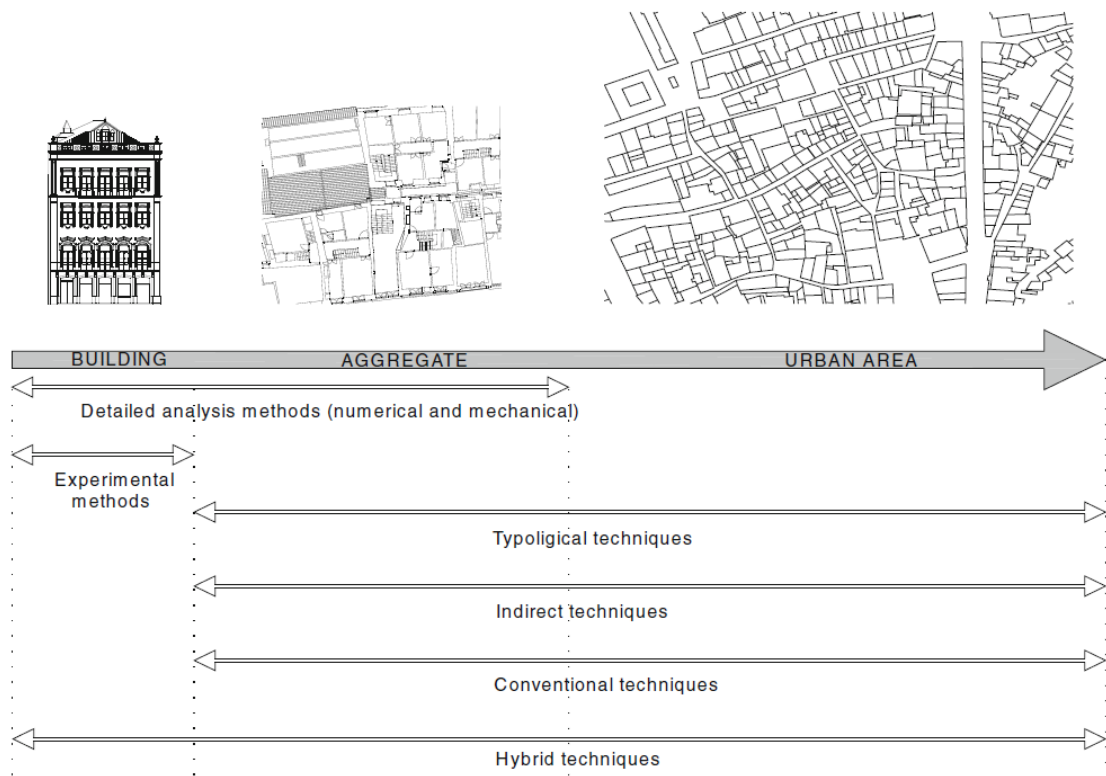 BUILDING AGGREGATE URBAN AREA
Detailed analysis methods (numerical and mechanical)
Experimental
methods
Typoligical techniques
Indirect techniques
Conventional techniques
Hybrid techniques